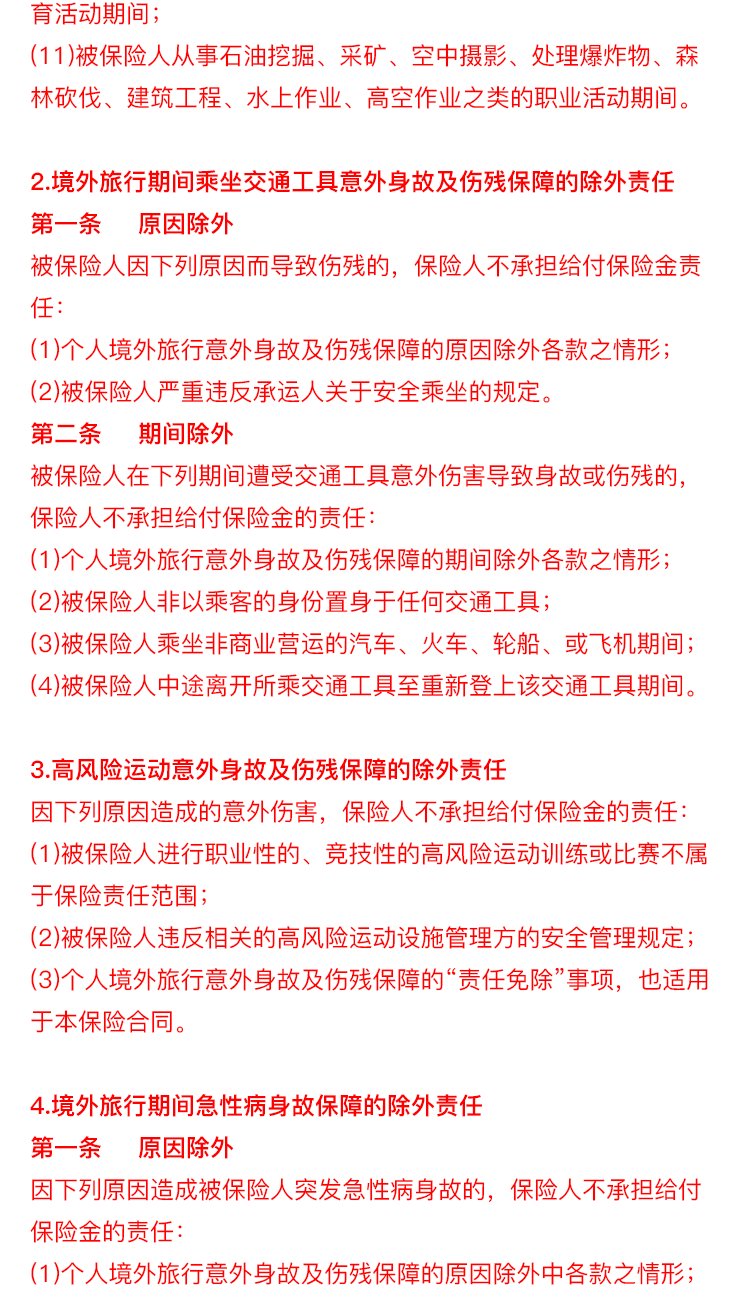 育活动期间；
(11)被保险人从事石油挖掘、采矿、空中摄影、处理爆炸物、森
林砍伐、建筑工程、水上作业、高空作业之类的职业活动期间。
2.境外旅行期间乘坐交通工具意外身故及伤残保障的除外责任
第一条 原因除外
被保险人因下列原因而导致伤残的，保险人不承担给付保险金责
任：
(1)个人境外旅行意外身故及伤残保障的原因除外各款之情形；
(2)被保险人严重违反承运人关于安全乘坐的规定。
第二条 期间除外
被保险人在下列期间遭受交通工具意外伤害导致身故或伤残的，
保险人不承担给付保险金的责任：
(1)个人境外旅行意外身故及伤残保障的期间除外各款之情形；
(2)被保险人非以乘客的身份置身于任何交通工具；
(3)被保险人乘坐非商业营运的汽车、火车、轮船、或飞机期间；
(4)被保险人中途离开所乘交通工具至重新登上该交通工具期间。
3.高风险运动意外身故及伤残保障的除外责任
因下列原因造成的意外伤害，保险人不承担给付保险金的责任：
(1)被保险人进行职业性的、竞技性的高风险运动训练或比赛不属
于保险责任范围；
(2)被保险人违反相关的高风险运动设施管理方的安全管理规定；
(3)个人境外旅行意外身故及伤残保障的“责任免除”事项，也适用
于本保险合同。
4.境外旅行期间急性病身故保障的除外责任
第一条 原因除外
因下列原因造成被保险人突发急性病身故的，保险人不承担给付
保险金的责任：
(1)个人境外旅行意外身故及伤残保障的原因除外中各款之情形；